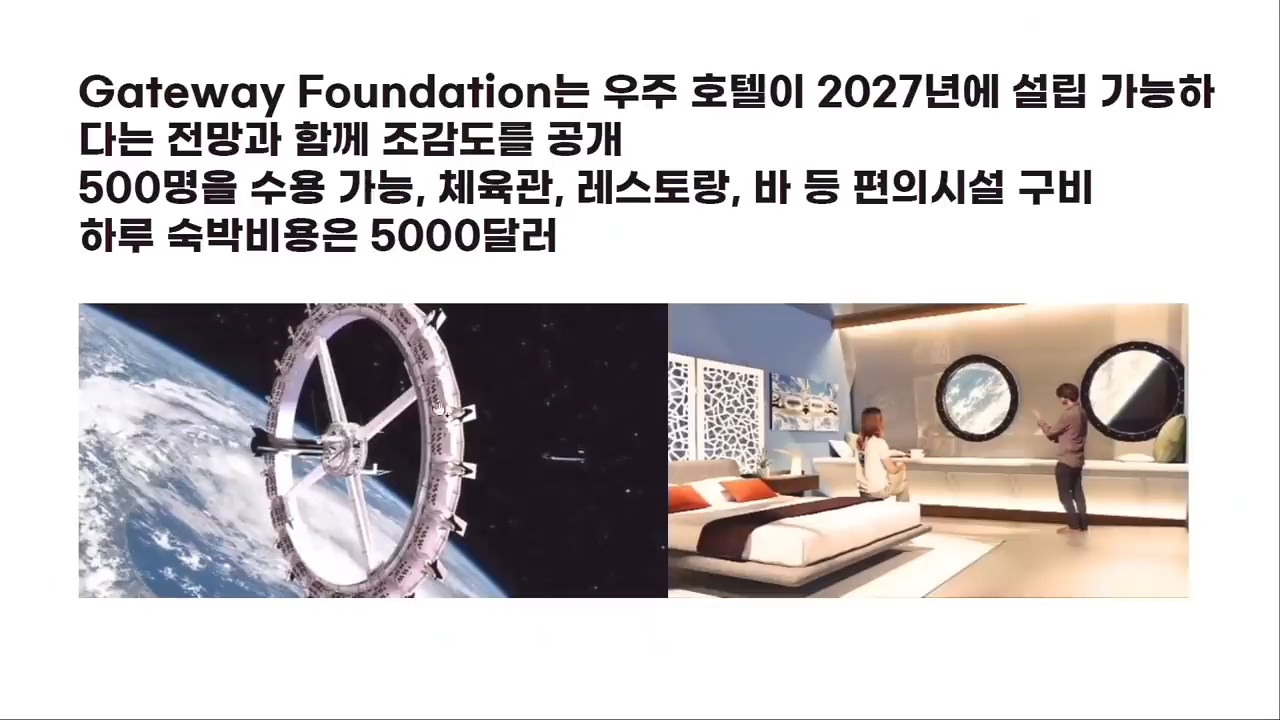 Gateway Foundation는 우주 호텔이 2027년에 설립 가능하
다는 전망과 함께 조감도를 공개
500명을 수용 가능, 체육관, 레스토랑, 바 등 편의시설 구비
하루 숙박비용은 5000달러